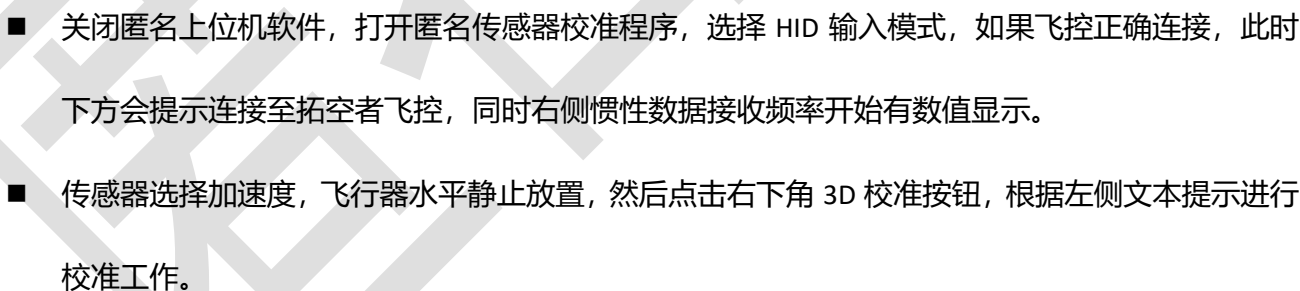 ■ 关闭匿名上位机软件，打开匿名传感器校准程序，选择 HID 输入模式，如果飞控正确连接，此时
下方会提示连接至拓空者飞控，同时右侧惯性数据接收频率开始有数值显示。
■ 传感器选择加速度，飞行器水平静止放置，然后点击右下角 3D 校准按钮，根据左侧文本提示进行
校准工作。